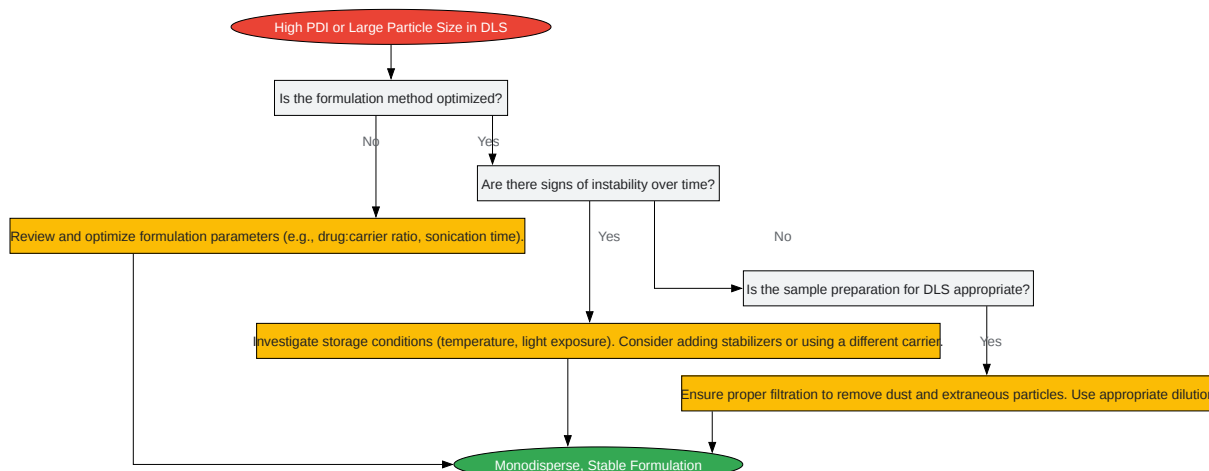 High PDI or Large Particle Size in DLS
Is the formulation method optimized?
No
Yes
Are there signs of instability over time?
Review and optimize formulation parameters (e.g., drug:carrier ratio, sonication time).
Yes
No
Is the sample preparation for DLS appropriate?
Investigate storage conditions (temperature, light exposure). Consider adding stabilizers or using a different carrier.
Yes
Ensure proper filtration to remove dust and extraneous particles. Use appropriate
Monodisperse, Stable Formulation